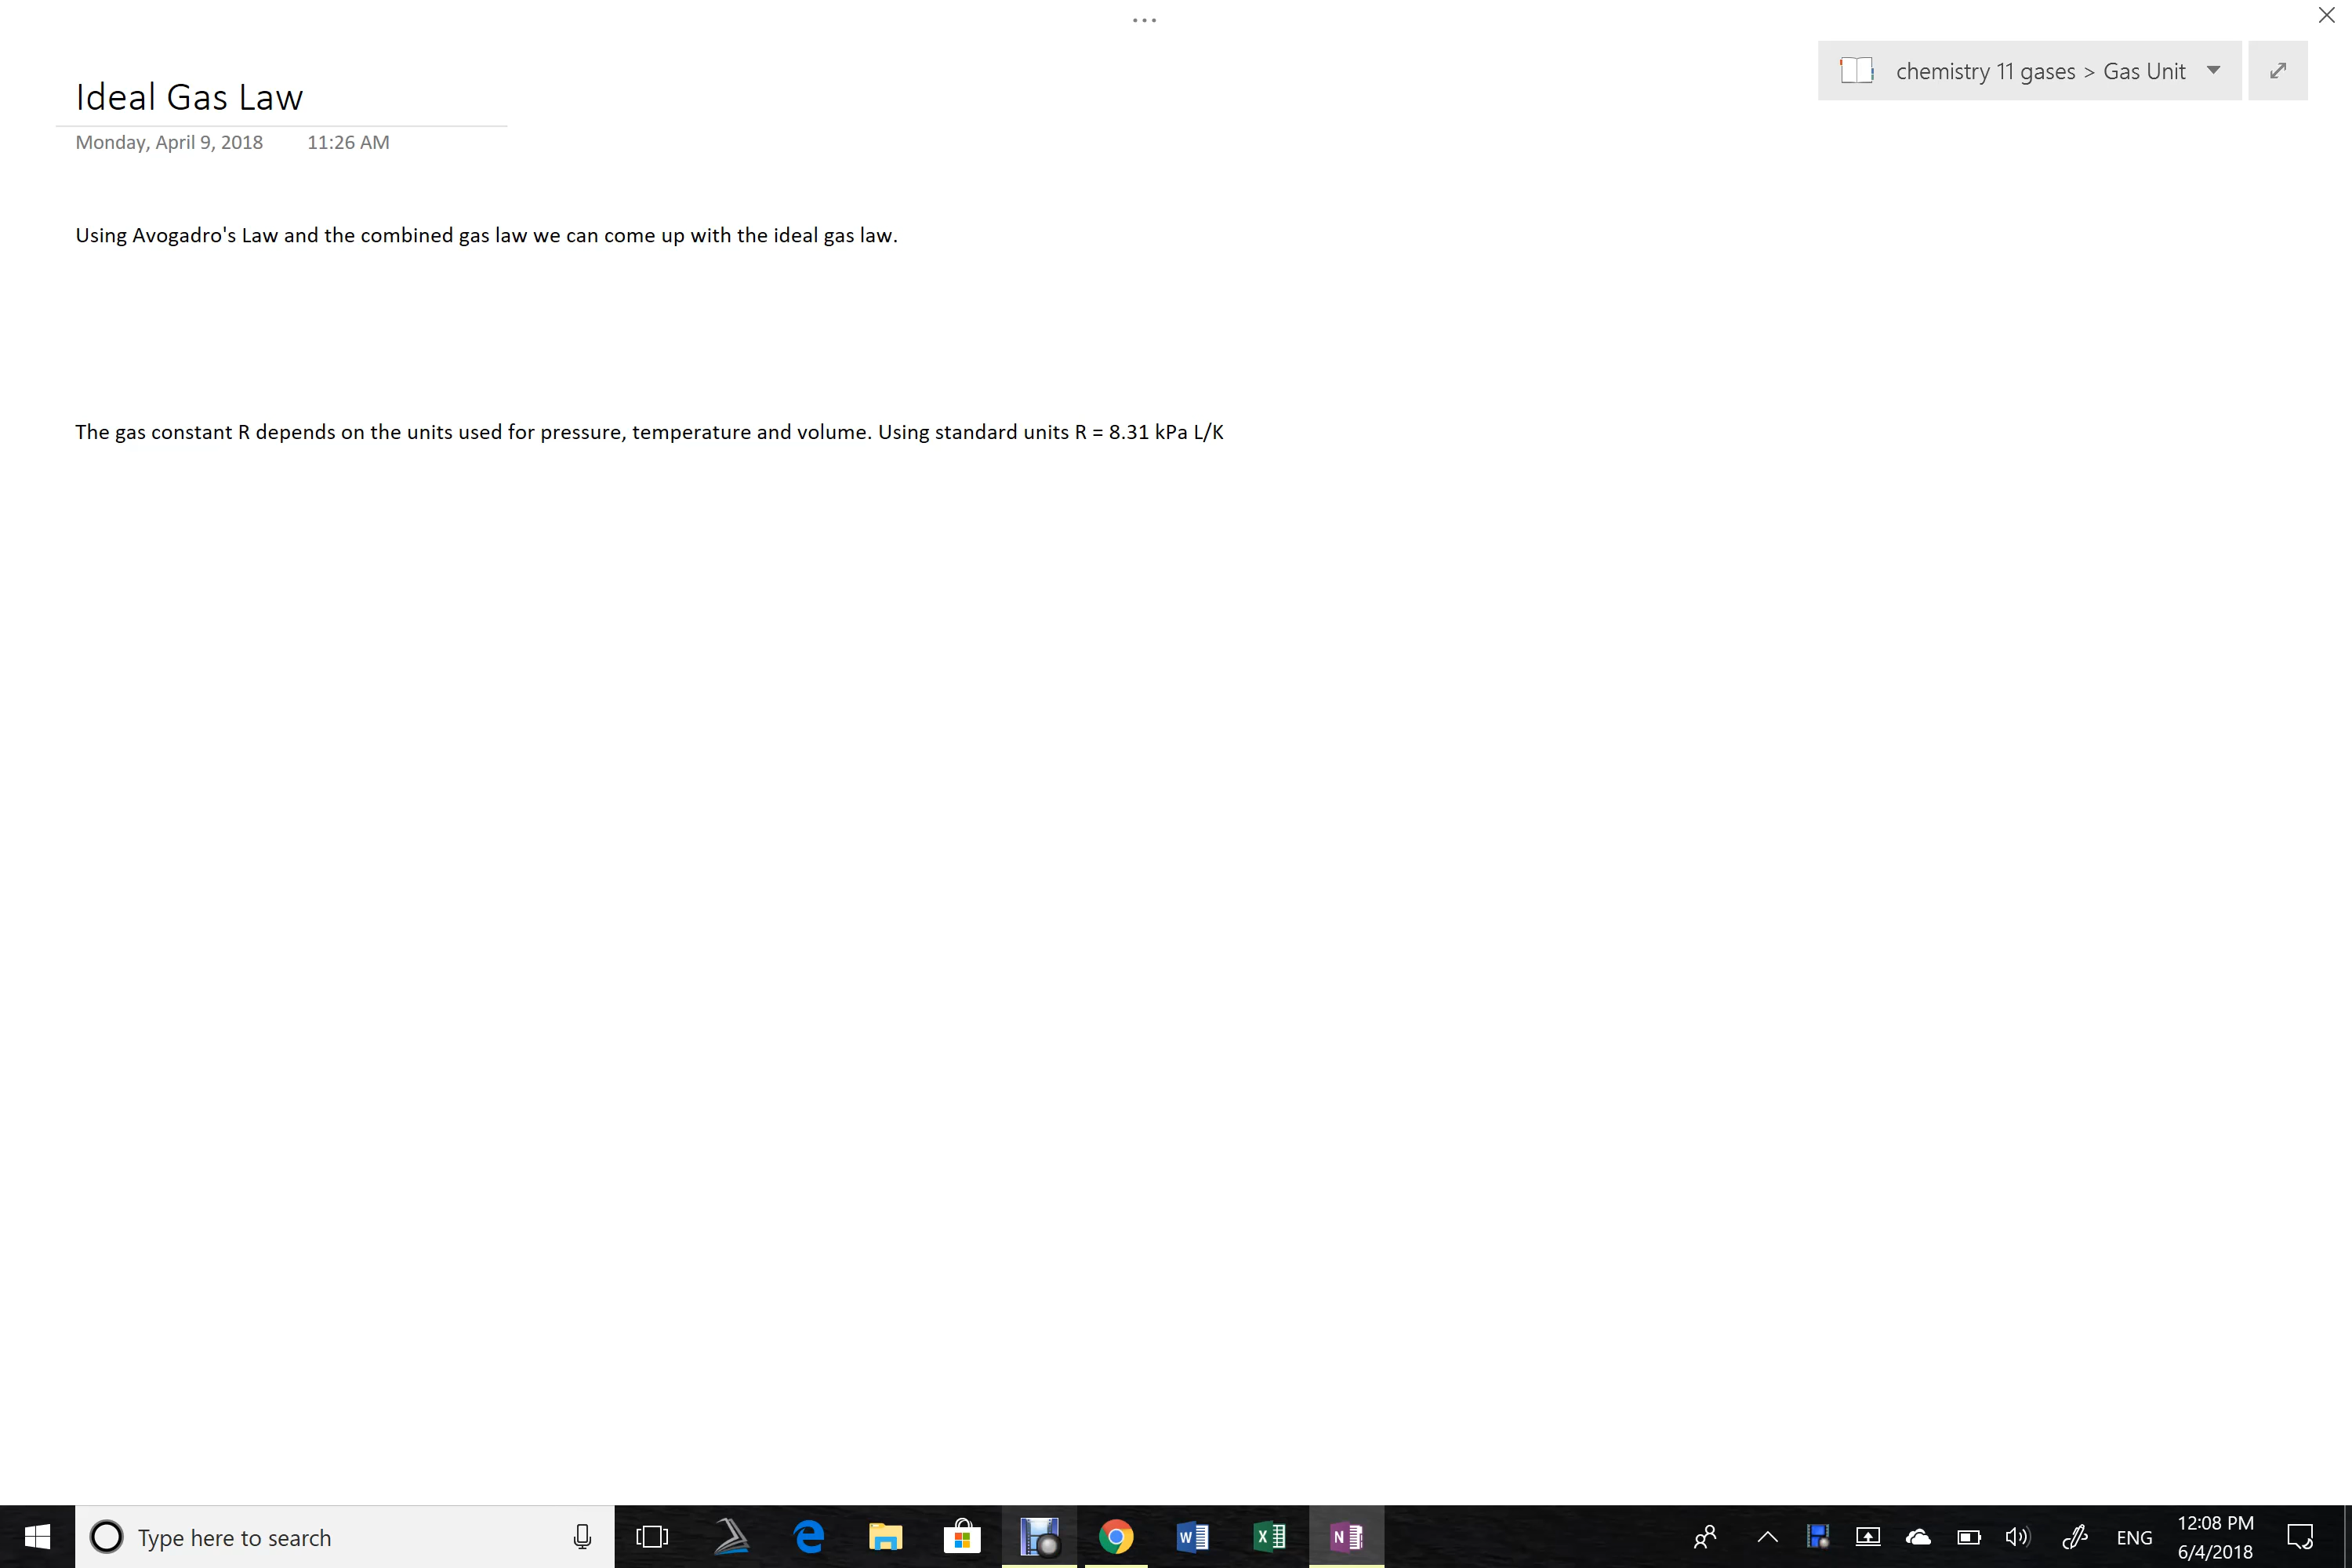 ...
chemistry 11 gases > Gas Unit
Ideal Gas Law
Monday, April 9, 2018 11:26 AM
Using Avogadro's Law and the combined gas law we can come up with the ideal gas law.
The gas constant R depends on the units used for pressure, temperature and volume. Using standard units R = 8.31 kPa L/K
Type here to search
ENG
12:08 PM
6/4/2018